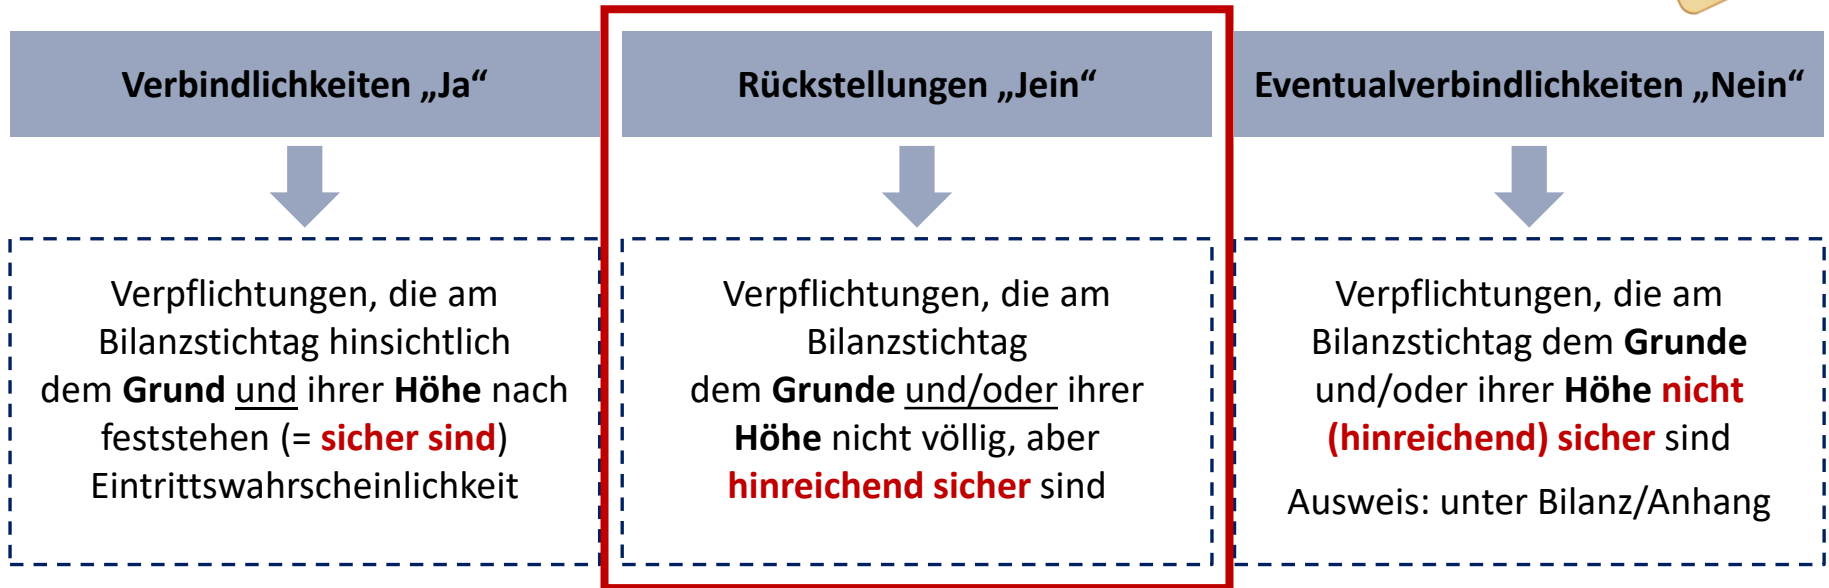 Verbindlichkeiten „Ja“
Verpflichtungen, die am
Bilanzstichtag hinsichtlich
dem Grund und ihrer Höhe nach
feststehen (= sicher sind)
Eintrittswahrscheinlichkeit
Rückstellungen „Jein“
Verpflichtungen, die am
Bilanzstichtag
dem Grunde und/oder ihrer
Höhe nicht völlig, aber
hinreichend sicher sind
Eventualverbindlichkeiten „Nein“
Verpflichtungen, die am
Bilanzstichtag dem Grunde
und/oder ihrer Höhe nicht
(hinreichend) sicher sind
Ausweis: unter Bilanz/Anhang